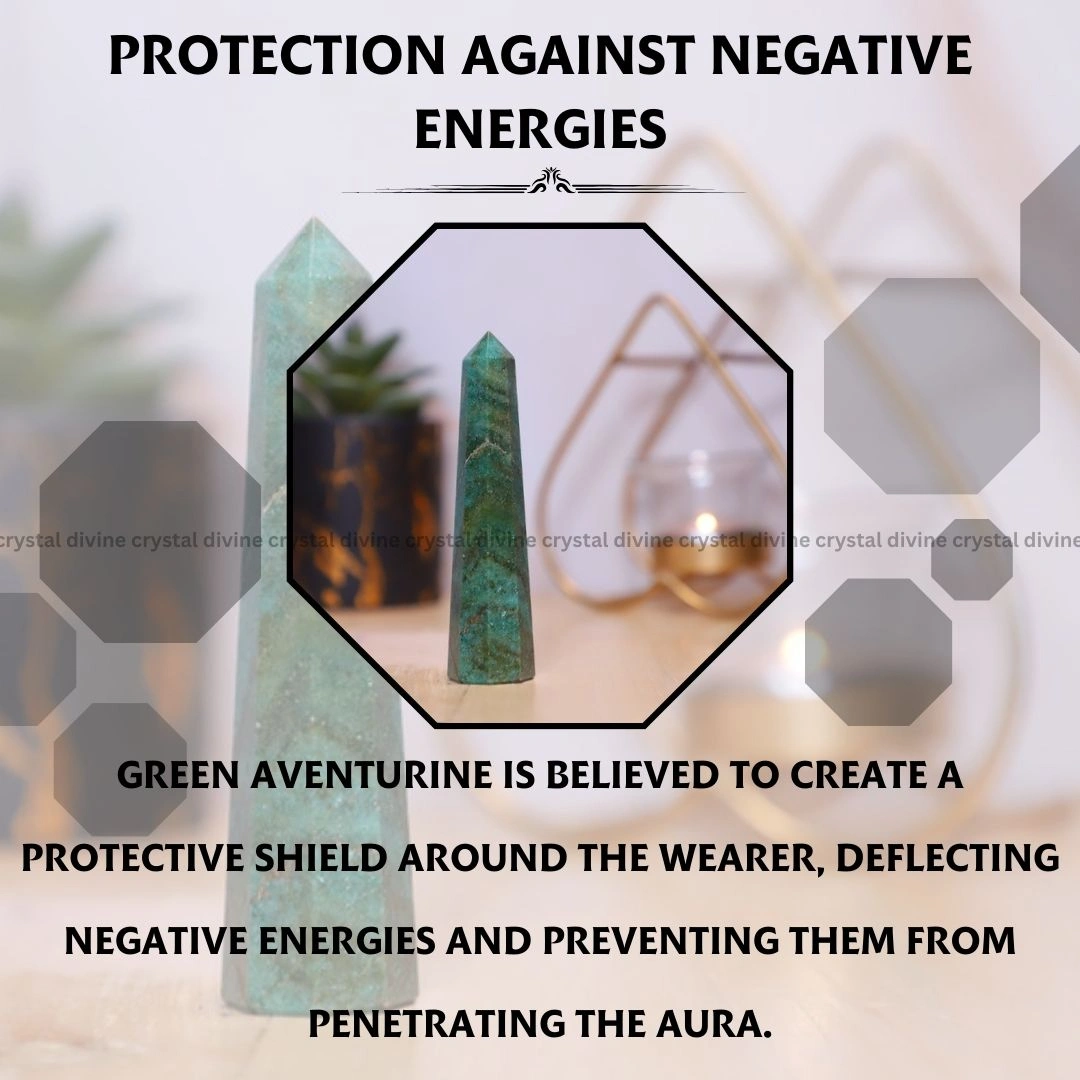 PROTECTION AGAINST NEGATIVE
ENERGIES
crystal divine crystal divine crystal divine crystal divine crystal divine crystal divine crystal divine crystal divine
GREEN AVENTURINE IS BELIEVED TO CREATE A
PROTECTIVE SHIELD AROUND THE WEARER, DEFLECTING
NEGATIVE ENERGIES AND PREVENTING THEM FROM
PENETRATING THE AURA.